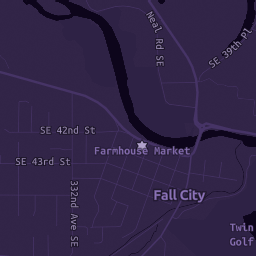 Neal Rd SE
SE 39th Pl
SE 42nd St
Farmhouse Market
SE 43rd St
332nd Ave SE
Fall City
Twin
Golf